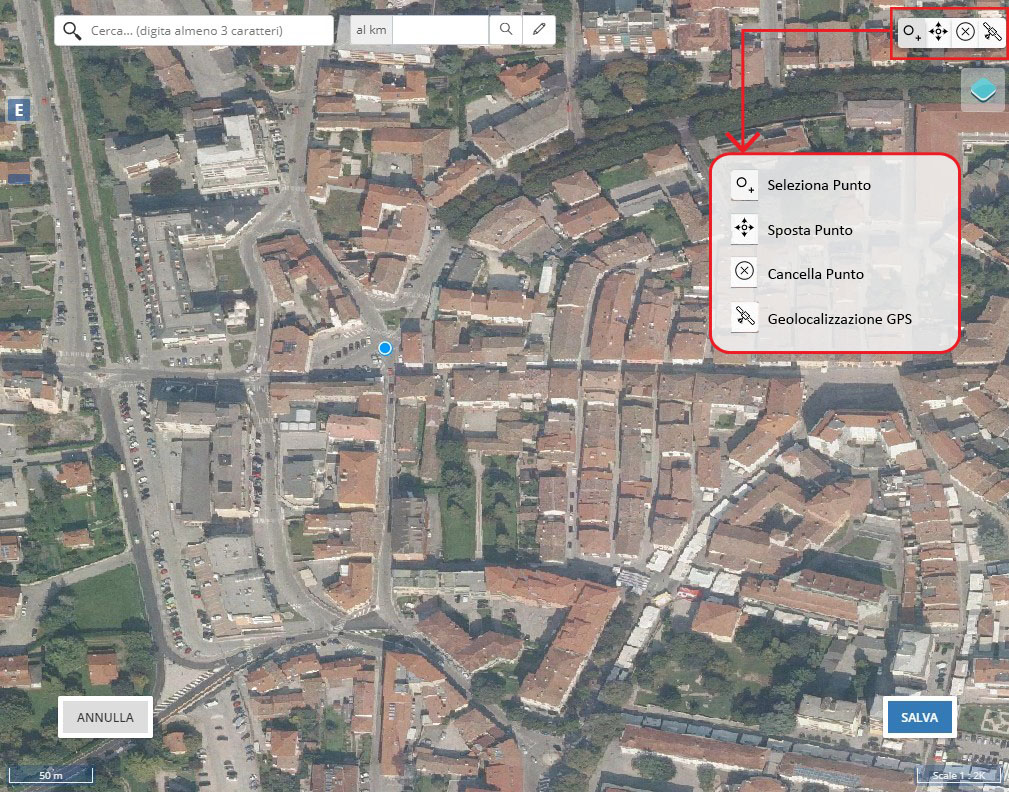 Cerca... (digita almeno 3 caratteri)
al km
E
Seleziona Punto
Sposta Punto
Cancella Punto
Geolocalizzazione GPS
ANNULLA
SALVA
50 m
Scale 1 : 2K